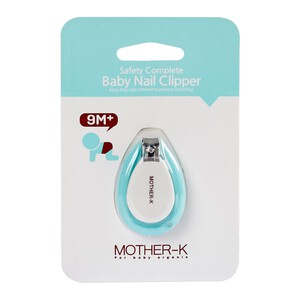 Safety Complete
Baby Nail Clipper
9M+
MOTHER-K
MOTHER-K
For baby organic